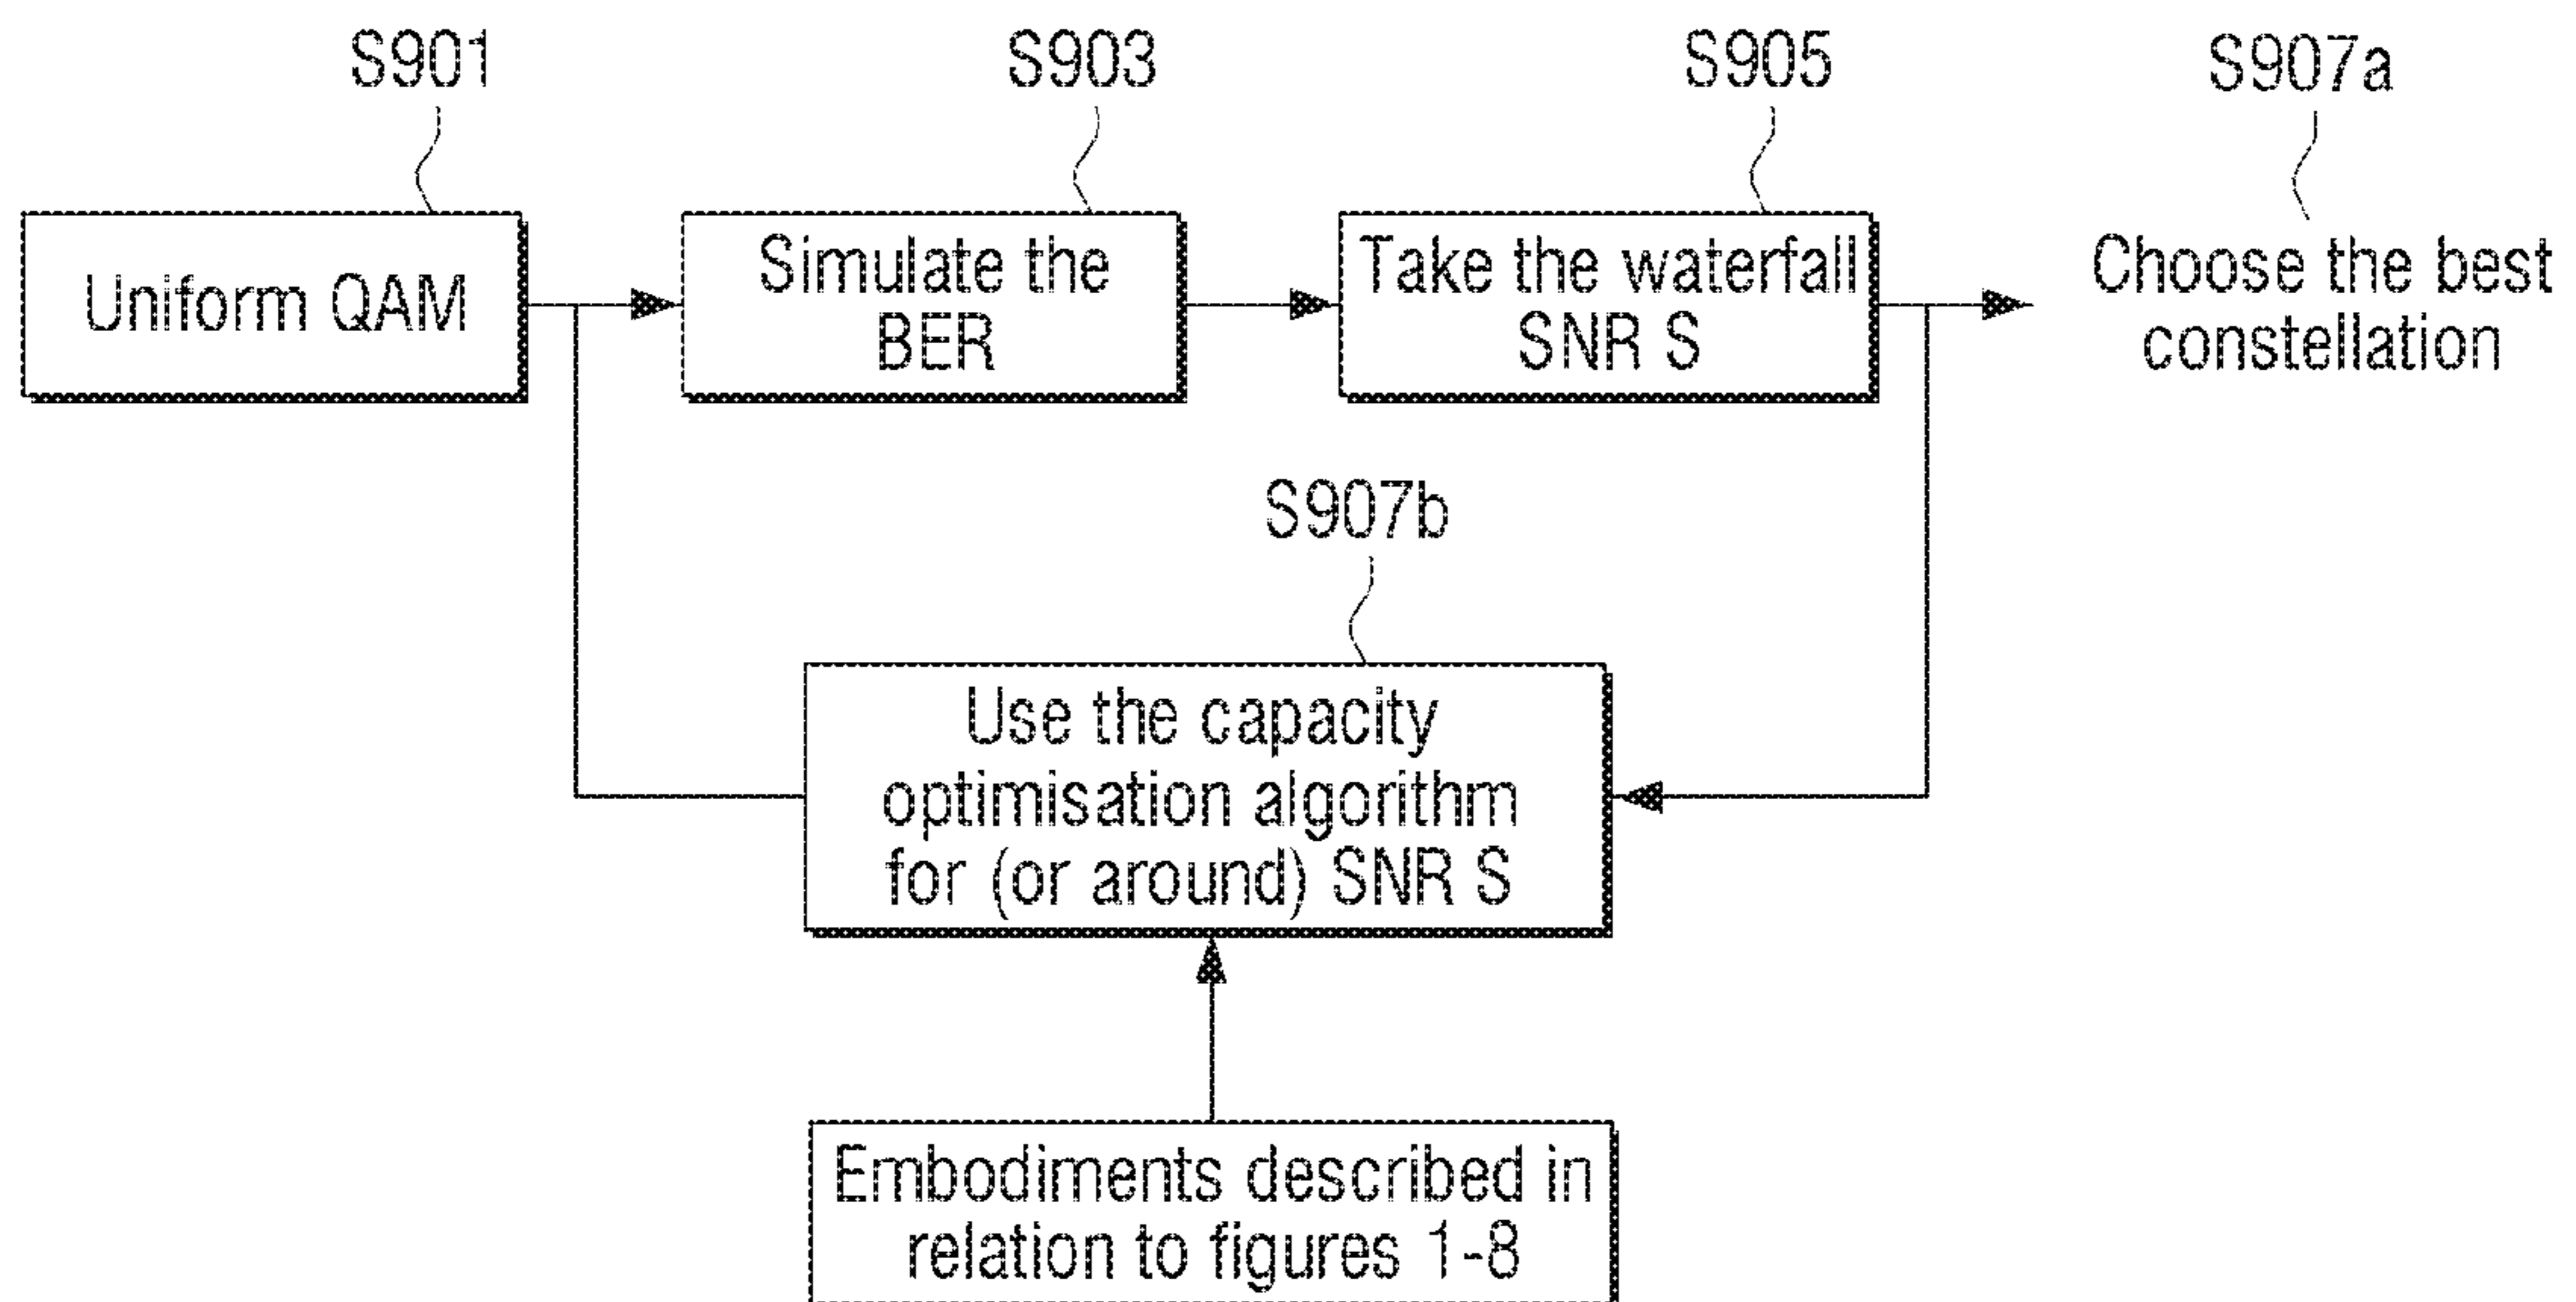 S901
S903
S905
S907a
Uniform QAM
Simulate the
BER
Take the waterfall
SNR S
Choose the best
constellation
S907b
Use the capacity
optimisation algorithm
for (or around) SNR S
Embodiments described in
relation to figures 1-8